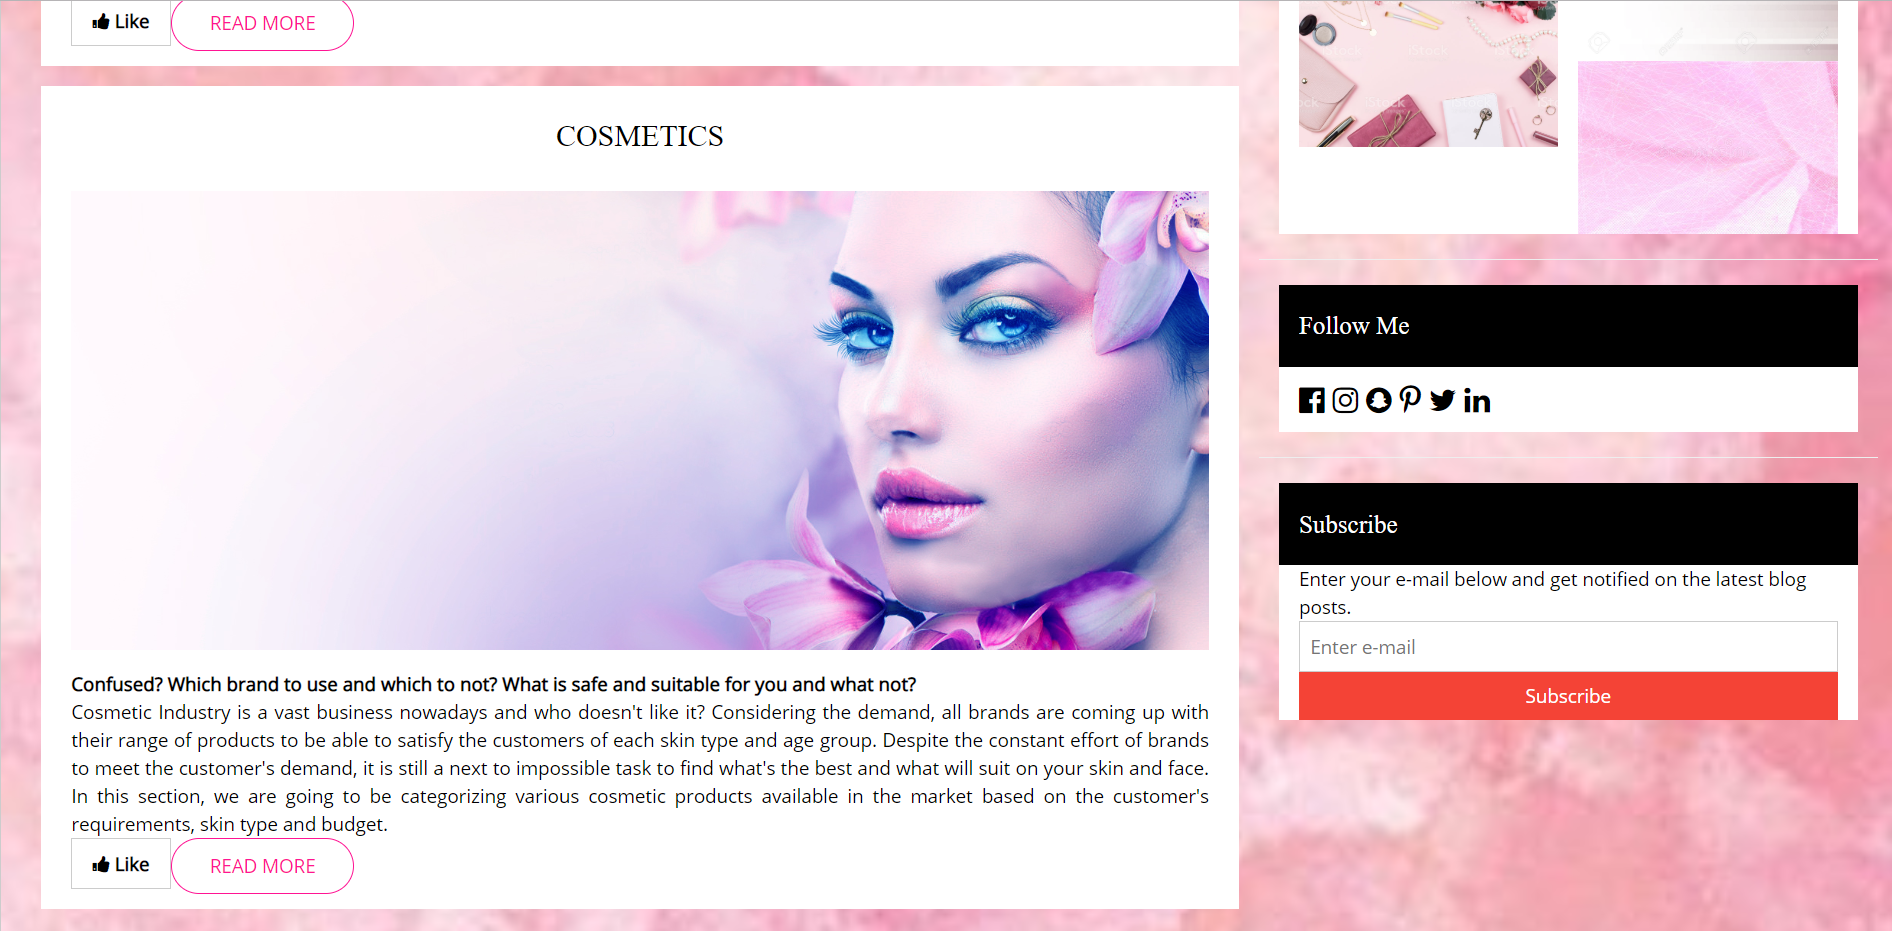 Like
READ MORE
COSMETICS
Confused? Which brand to use and which to not? What is safe and suitable for you and what not?
Cosmetic Industry is a vast business nowadays and who doesn't like it? Considering the demand, all brands are coming up with
their range of products to be able to satisfy the customers of each skin type and age group. Despite the constant effort of brands
to meet the customer's demand, it is still a next to impossible task to find what's the best and what will suit on your skin and face.
In this section, we are going to be categorizing various cosmetic products available in the market based on the customer's
requirements, skin type and budget.
Like
READ MORE
iStock
Follow Me
Subscribe
Enter your e-mail below and get notified on the latest blog
posts.
Enter e-mail
Subscribe